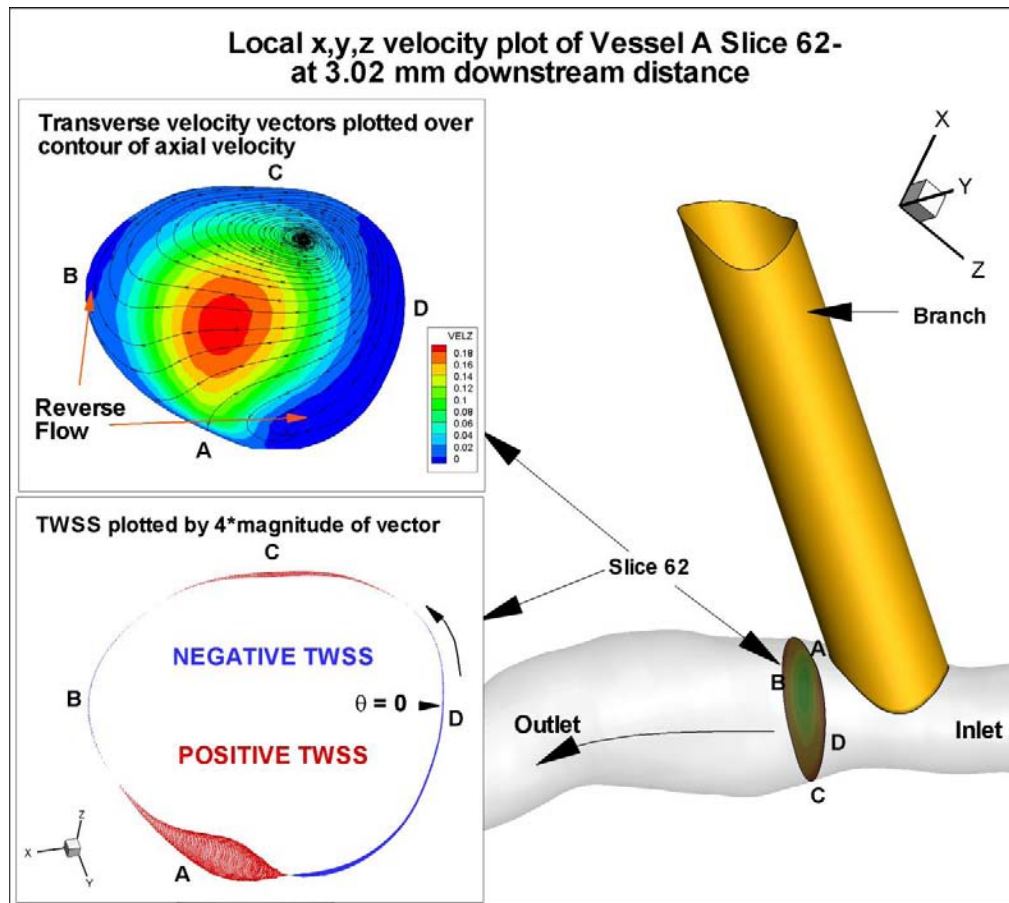 Local x,y,z velocity plot of Vessel A Slice 62-
at 3.02 mm downstream distance
Transverse velocity vectors plotted over
contour of axial velocity
C
B
D
A
Reverse
Flow
VELZ
0.18
0.16
0.14
0.12
0.1
0.08
0.06
0.04
0.02
0
TWSS plotted by 4*magnitude of vector
C
NEGATIVE TWSS
B
θ = 0
D
POSITIVE TWSS
A
Z
X
Y
X
Y
Z
Branch
Slice 62
A
B
Outlet
D
Inlet
C